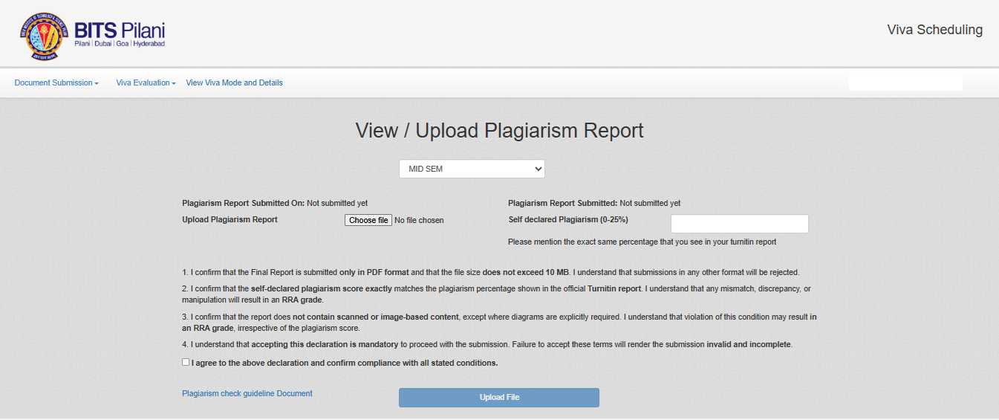 BITS Pilani
Pilani | Dubai | Goa | Hyderabad
Viva Scheduling
Document Submission
Viva Evaluation
View Viva Mode and Details
View / Upload Plagiarism Report
MID SEM
Plagiarism Report Submitted On: Not submitted yet
Plagiarism Report Submitted: Not submitted yet
Upload Plagiarism Report
Choose file No file chosen
Self declared Plagiarism (0-25%)
Please mention the exact same percentage that you see in your turnitin report
1. I confirm that the Final Report is submitted only in PDF format and that the file size does not exceed 10 MB. I understand that submissions in any other format will be rejected.
2. I confirm that the self-declared plagiarism score exactly matches the plagiarism percentage shown in the official Turnitin report. I understand that any mismatch, discrepancy, or
manipulation will result in an RRA grade.
3. I confirm that the report does not contain scanned or image-based content, except where diagrams are explicitly required. I understand that violation of this condition may result in
an RRA grade, irrespective of the plagiarism score.
4. I understand that accepting this declaration is mandatory to proceed with the submission. Failure to accept these terms will render the submission invalid and incomplete.
I agree to the above declaration and confirm compliance with all stated conditions.
Plagiarism check guideline Document
Upload File